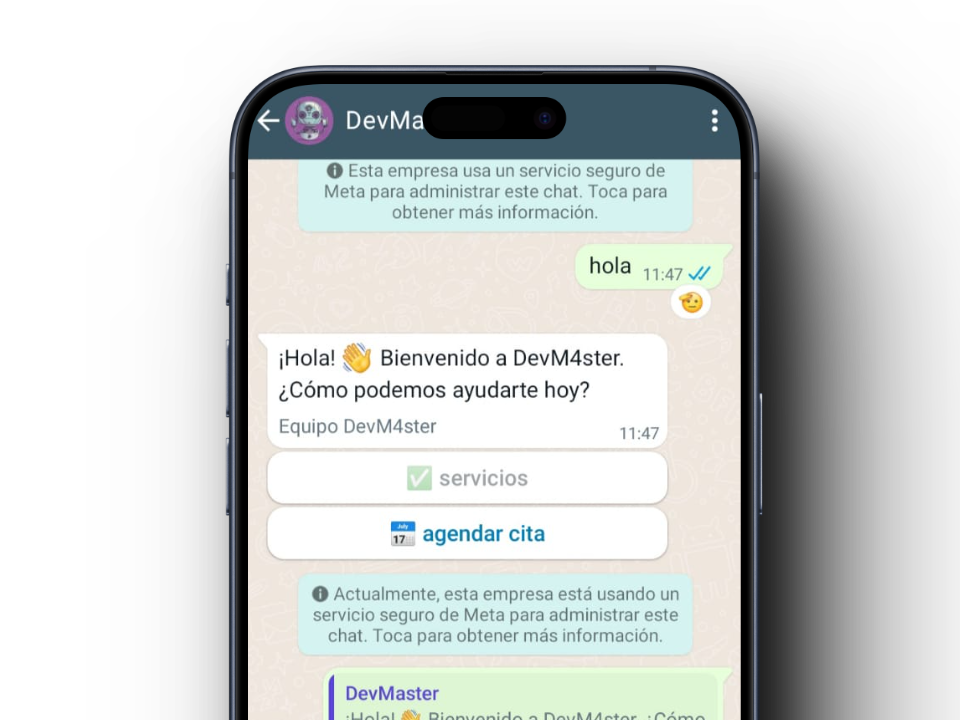 DevMa
Esta empresa usa un servicio seguro de
Meta para administrar este chat. Toca para
obtener más información.
hola 11:47
¡Hola! 👋 Bienvenido a DevM4ster.
¿Cómo podemos ayudarte hoy?
Equipo DevM4ster
11:47
✅ servicios
July 17 agendar cita
Actualmente, esta empresa está usando un
servicio seguro de Meta para administrar este
chat. Toca para obtener más información.
DevMaster
¡Hola! 👋 Bienvenido a DevM4ster. ¿Cómo